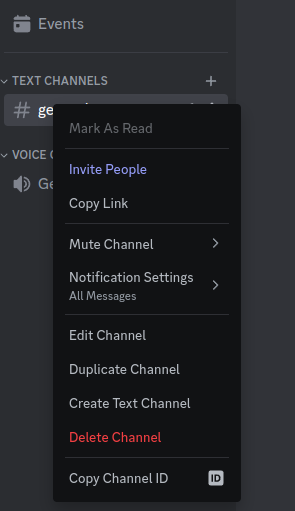 Events
TEXT CHANNELS
Mark As Read
Invite People
Copy Link
Mute Channel
Notification Settings
All Messages
Edit Channel
Duplicate Channel
Create Text Channel
Delete Channel
Copy Channel ID
ID